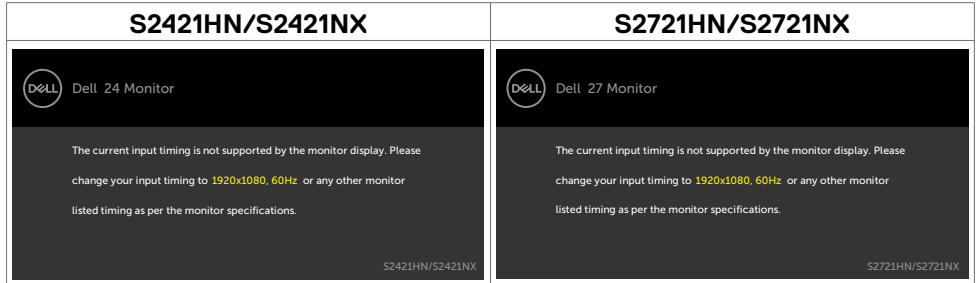 S2421HN/S2421NX
S2721HN/S2721NX
DELL
Dell 24 Monitor
The current input timing is not supported by the monitor display. Please
change your input timing to 1920x1080, 60Hz or any other monitor
listed timing as per the monitor specifications.
S2421HN/S2421NX
DELL
Dell 27 Monitor
The current input timing is not supported by the monitor display. Please
change your input timing to 1920x1080, 60Hz or any other monitor
listed timing as per the monitor specifications.
S2721HN/S2721NX